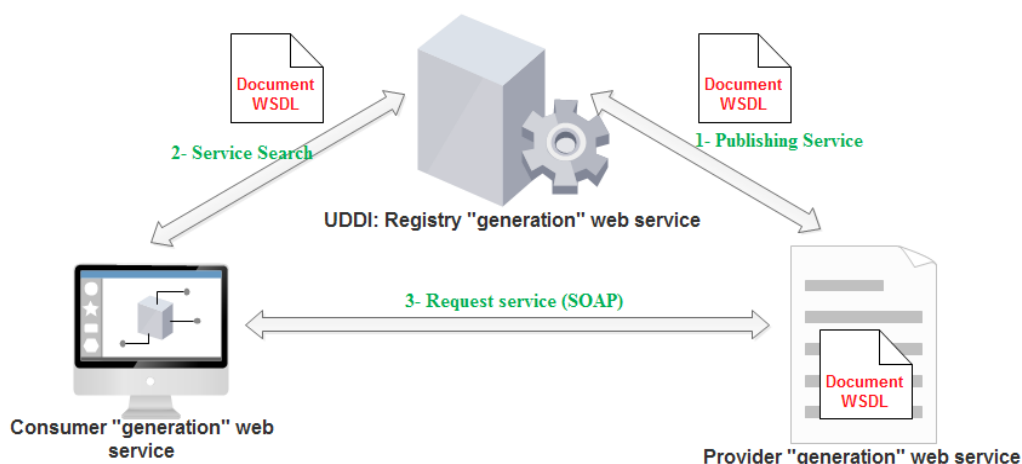 Document
WSDL
Document
WSDL
2- Service Search
1- Publishing Service
UDDI: Registry "generation" web service
3- Request service (SOAP)
Document
WSDL
Consumer "generation" web
service
Provider "generation" web service